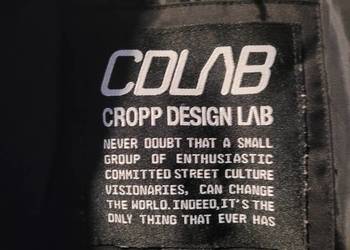 CDLAB
CROPP DESIGN LAB
NEVER DOUBT THAT A SMALL
GROUP OF ENTHUSIASTIC
COMMITTED STREET CULTURE
VISIONARIES, CAN CHANGE
THE WORLD. INDEED, IT'S THE
ONLY THING THAT EVER HAS